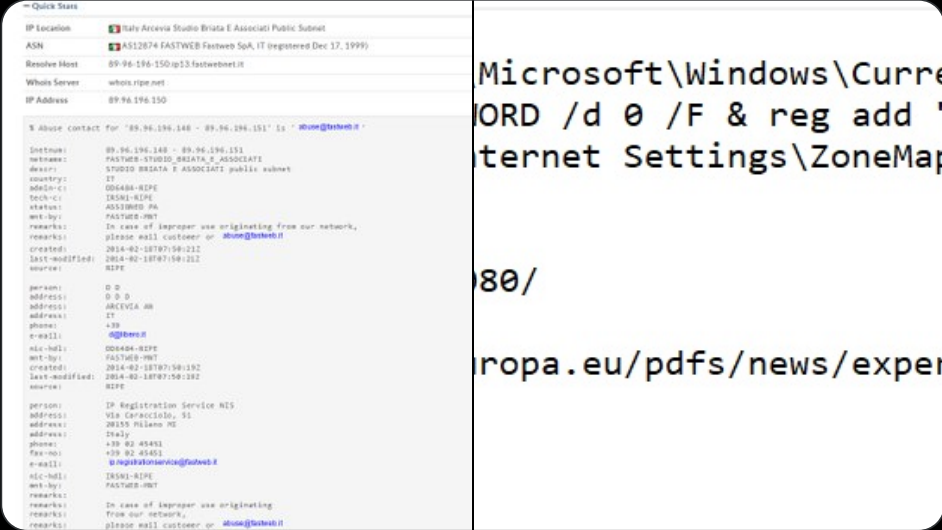 Quick Stats
IP Location Italy Arcevia Studio Briata E Associati Public Subnet
ASN AS12874 FASTWEB Fastweb SpA, IT (registered Dec 17, 1999)
Resolve Host 89-96-196-150.ip13.fastwebnet.it
Whois Server whois.ripe.net
IP Address 89.96.196.150
% Abuse contact for '89.96.196.148 - 89.96.196.151' is 'abuse@fastweb.it'
inetnum: 89.96.196.148 - 89.96.196.151
netname: FASTWEB-STUDIO_BRIATA_E_ASSOCIATI
descr: STUDIO BRIATA E ASSOCIATI public subnet
country: IT
admin-c: DD6484-RIPE
tech-c: IRSN1-RIPE
status: ASSIGNED PA
mnt-by: FASTWEB-MNT
remarks: In case of improper use originating from our network,
remarks: please mail customer or abuse@fastweb.it
created: 2014-02-18T07:50:21Z
last-modified: 2014-02-18T07:50:21Z
source: RIPE
person: D D
address: D D D
address: ARCEVIA AN
address: IT
phone: +39
e-mail: d@libero.it
nic-hdl: DD6484-RIPE
mnt-by: FASTWEB-MNT
created: 2014-02-18T07:50:19Z
last-modified: 2014-02-18T07:50:19Z
source: RIPE
person: IP Registration Service NIS
address: Via Caracciolo, 51
address: 20155 Milano MI
address: Italy
phone: +39 02 45451
fax-no: +39 02 45451
e-mail: ip.registrationservice@fastweb.it
nic-hdl: IRSN1-RIPE
mnt-by: FASTWEB-MNT
remarks:
remarks: In case of improper use originating
remarks: from our network,
remarks: please mail customer or abuse@fastweb.it
\Microsoft\Windows\Curre
WORD /d 0 /F & reg add "
nternet Settings\ZoneMap
080/
uropa.eu/pdfs/news/exper